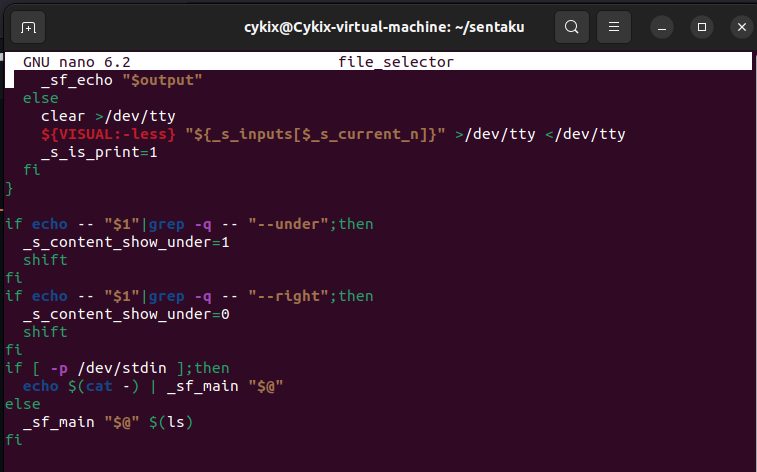 cykix@Cykix-virtual-machine: ~/sentaku
GNU nano 6.2 file_selector
    _sf_echo "$output"
  else
    clear >/dev/tty
    ${VISUAL:-less} "${_s_inputs[$_s_current_n]}" >/dev/tty </dev/tty
    _s_is_print=1
  fi
}

if echo -- "$1"|grep -q -- "--under";then
  _s_content_show_under=1
  shift
fi
if echo -- "$1"|grep -q -- "--right";then
  _s_content_show_under=0
  shift
fi
if [ -p /dev/stdin ];then
  echo $(cat -) | _sf_main "$@"
else
  _sf_main "$@" $(ls)
fi